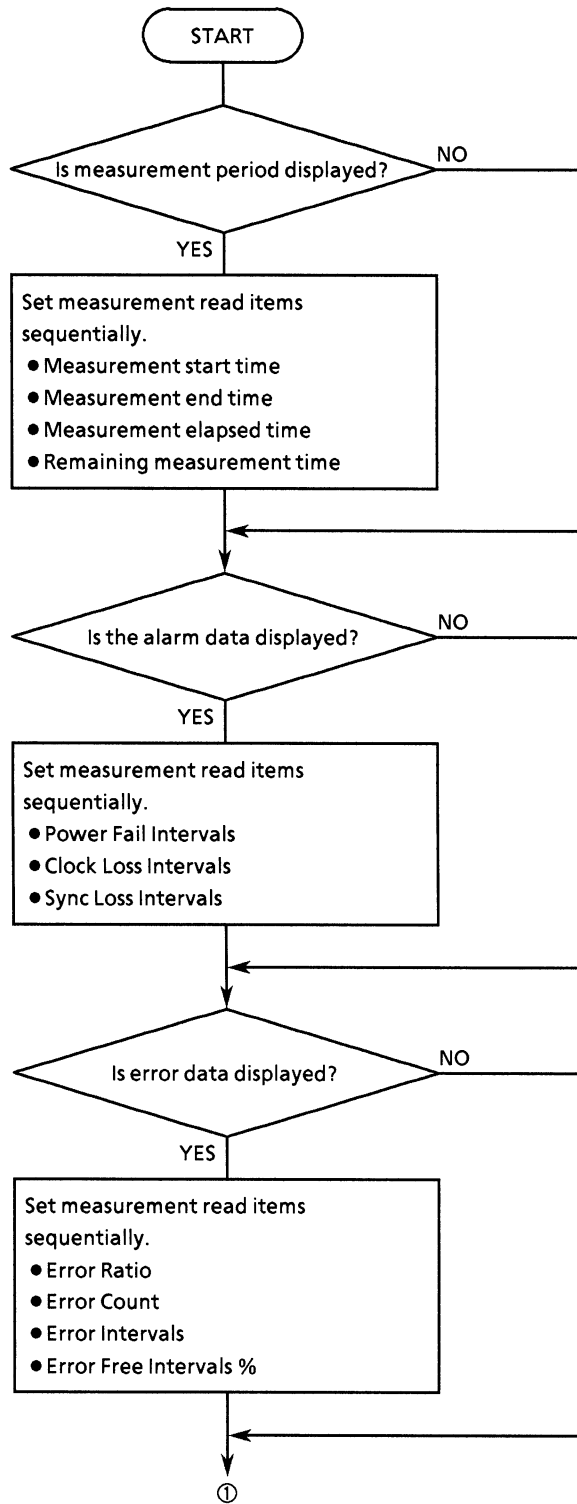 START
Is measurement period displayed?
NO
YES
Set measurement read items
sequentially.
● Measurement start time
● Measurement end time
● Measurement elapsed time
● Remaining measurement time
Is the alarm data displayed?
NO
YES
Set measurement read items
sequentially.
● Power Fail Intervals
● Clock Loss Intervals
● Sync Loss Intervals
Is error data displayed?
NO
YES
Set measurement read items
sequentially.
● Error Ratio
● Error Count
● Error Intervals
● Error Free Intervals %
①